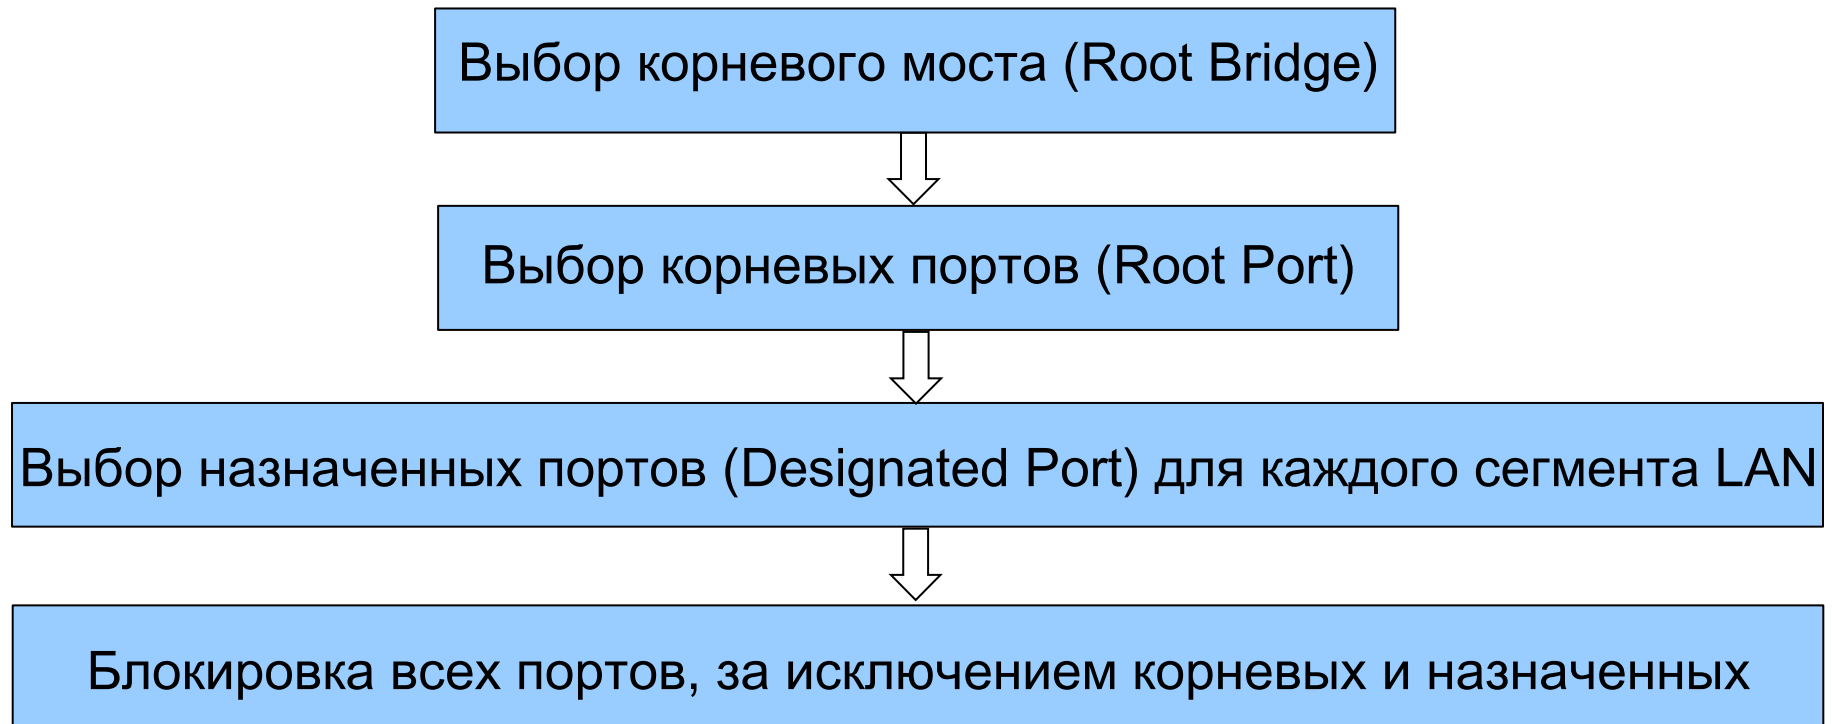 Выбор корневого моста (Root Bridge)
Выбор корневых портов (Root Port)
Выбор назначенных портов (Designated Port) для каждого сегмента LAN
Блокировка всех портов, за исключением корневых и назначенных